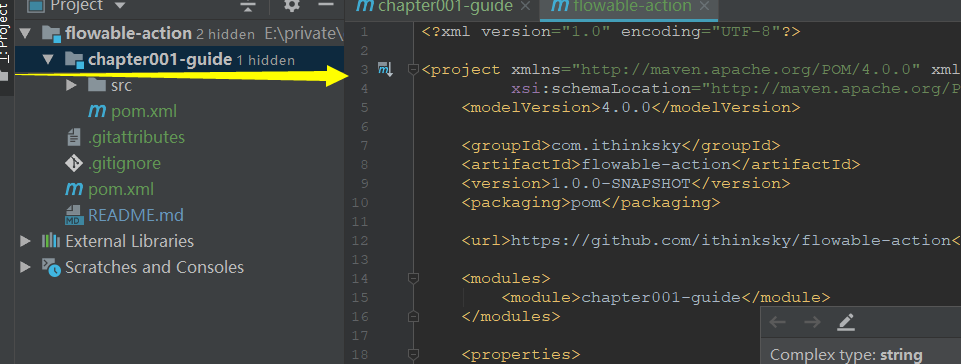 Project
1: Project
flowable-action 2 hidden E:\private\
chapter001-guide 1 hidden
src
pom.xml
.gitattributes
.gitignore
pom.xml
MD README.md
External Libraries
Scratches and Consoles
chapter001-guide
flowable-action
1 <?xml version="1.0" encoding="UTF-8"?>
2
3 <project xmlns="http://maven.apache.org/POM/4.0.0" xml
4 xsi:schemaLocation="http://maven.apache.org/P
5 <modelVersion>4.0.0</modelVersion>
6
7 <groupId>com.ithinksky</groupId>
8 <artifactId>flowable-action</artifactId>
9 <version>1.0.0-SNAPSHOT</version>
10 <packaging>pom</packaging>
11
12 <url>https://github.com/ithinksky/flowable-action<
13
14 <modules>
15 <module>chapter001-guide</module>
16 </modules>
17
18 <properties>
Complex type: string